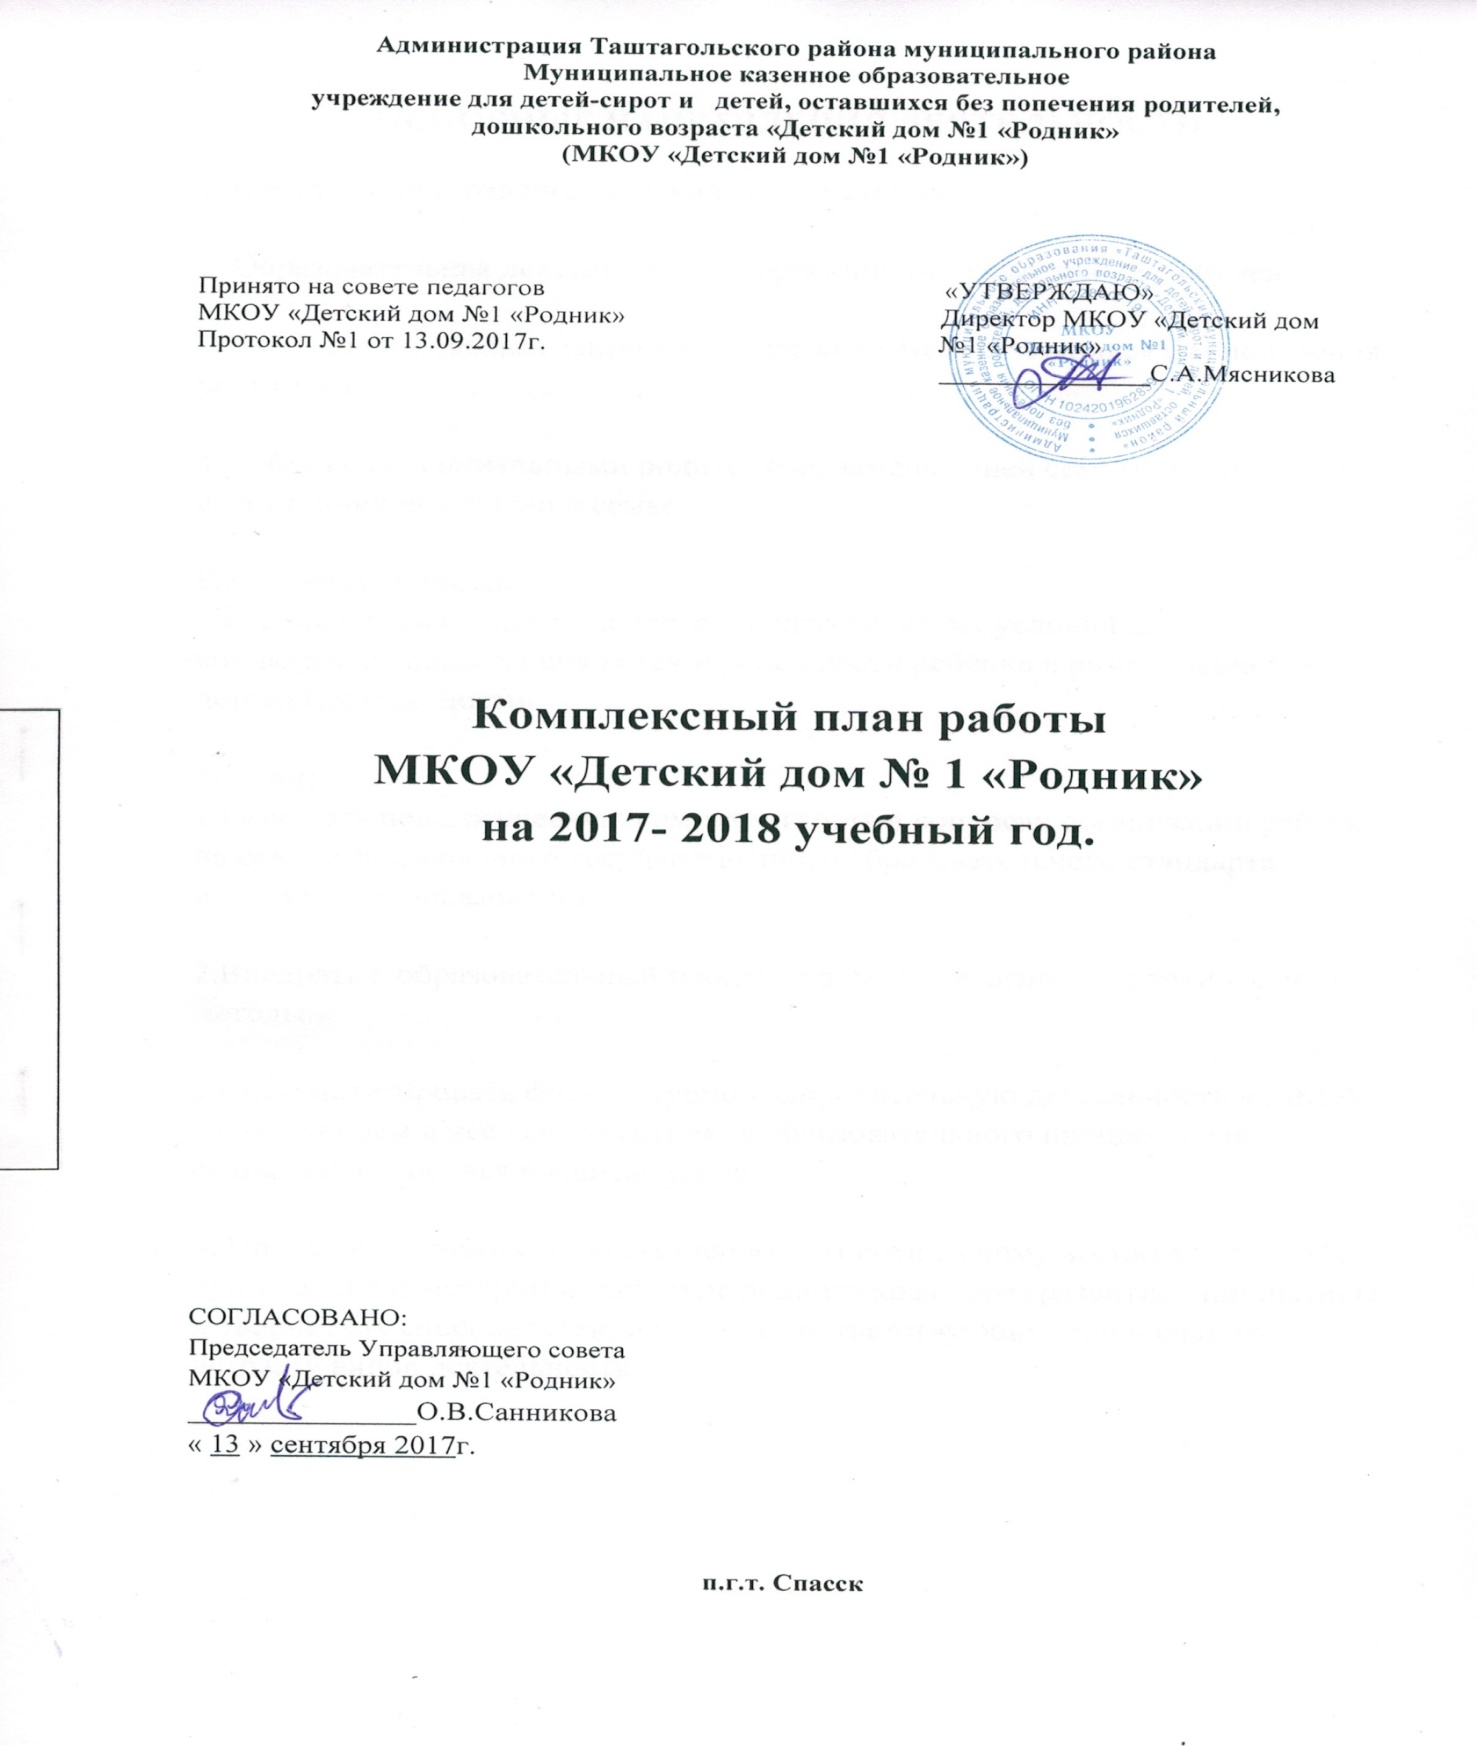 Администрация Таштагольского района муниципального района
Муниципальное казенное образовательное
учреждение для детей-сирот и детей, оставшихся без попечения родителей,
дошкольного возраста «Детский дом №1 «Родник»
(МКОУ «Детский дом №1 «Родник»)
Принято на совете педагогов
МКОУ «Детский дом №1 «Родник»
Протокол №1 от 13.09.2017г.
«УТВЕРЖДАЮ»
Директор МКОУ «Детский дом
№1 «Родник»
С.А.Мясникова
МКОУ
дом №1
«Родник»
Комплексный план работы
МКОУ «Детский дом № 1 «Родник»
на 2017- 2018 учебный год.
СОГЛАСОВАНО:
Председатель Управляющего совета
МКОУ «Детский дом №1 «Родник»
О.В.Санникова
« 13 » сентября 2017г.
п.г.т. Спасск